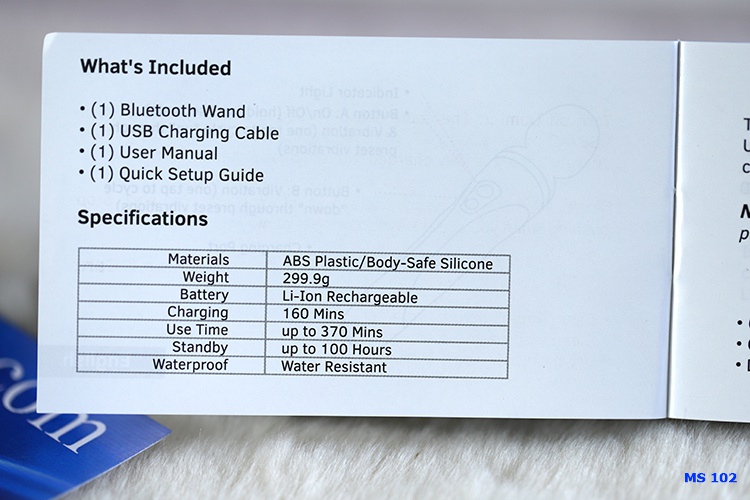 What's Included
• (1) Bluetooth Wand
• (1) USB Charging Cable
• (1) User Manual
• (1) Quick Setup Guide
Specifications
Materials ABS Plastic/Body-Safe Silicone
Weight 299.9g
Battery Li-Ion Rechargeable
Charging 160 Mins
Use Time up to 370 Mins
Standby up to 100 Hours
Waterproof Water Resistant
com
MS 102